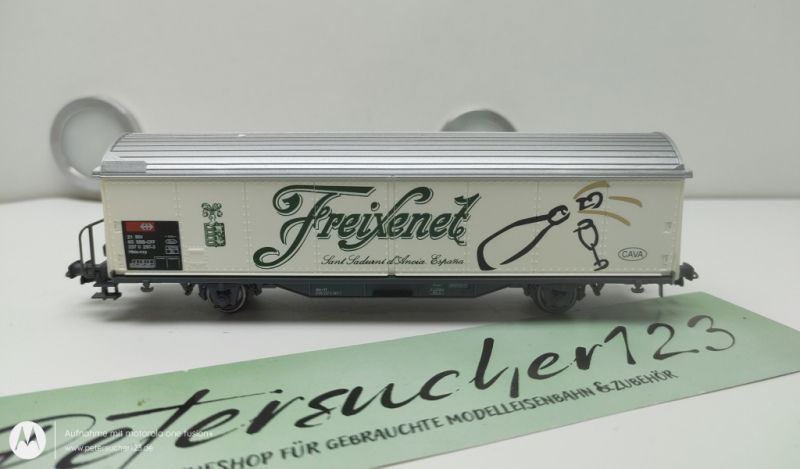 Freixenet
Sant Sadurní d'Anoia España
CAVA
Petersucher123
SHOP FÜR GEBRAUCHTE MODELLEISENBAHN & ZUBEHÖR
Aufnahme mit motorola one fusion+
www.petersucher123.de